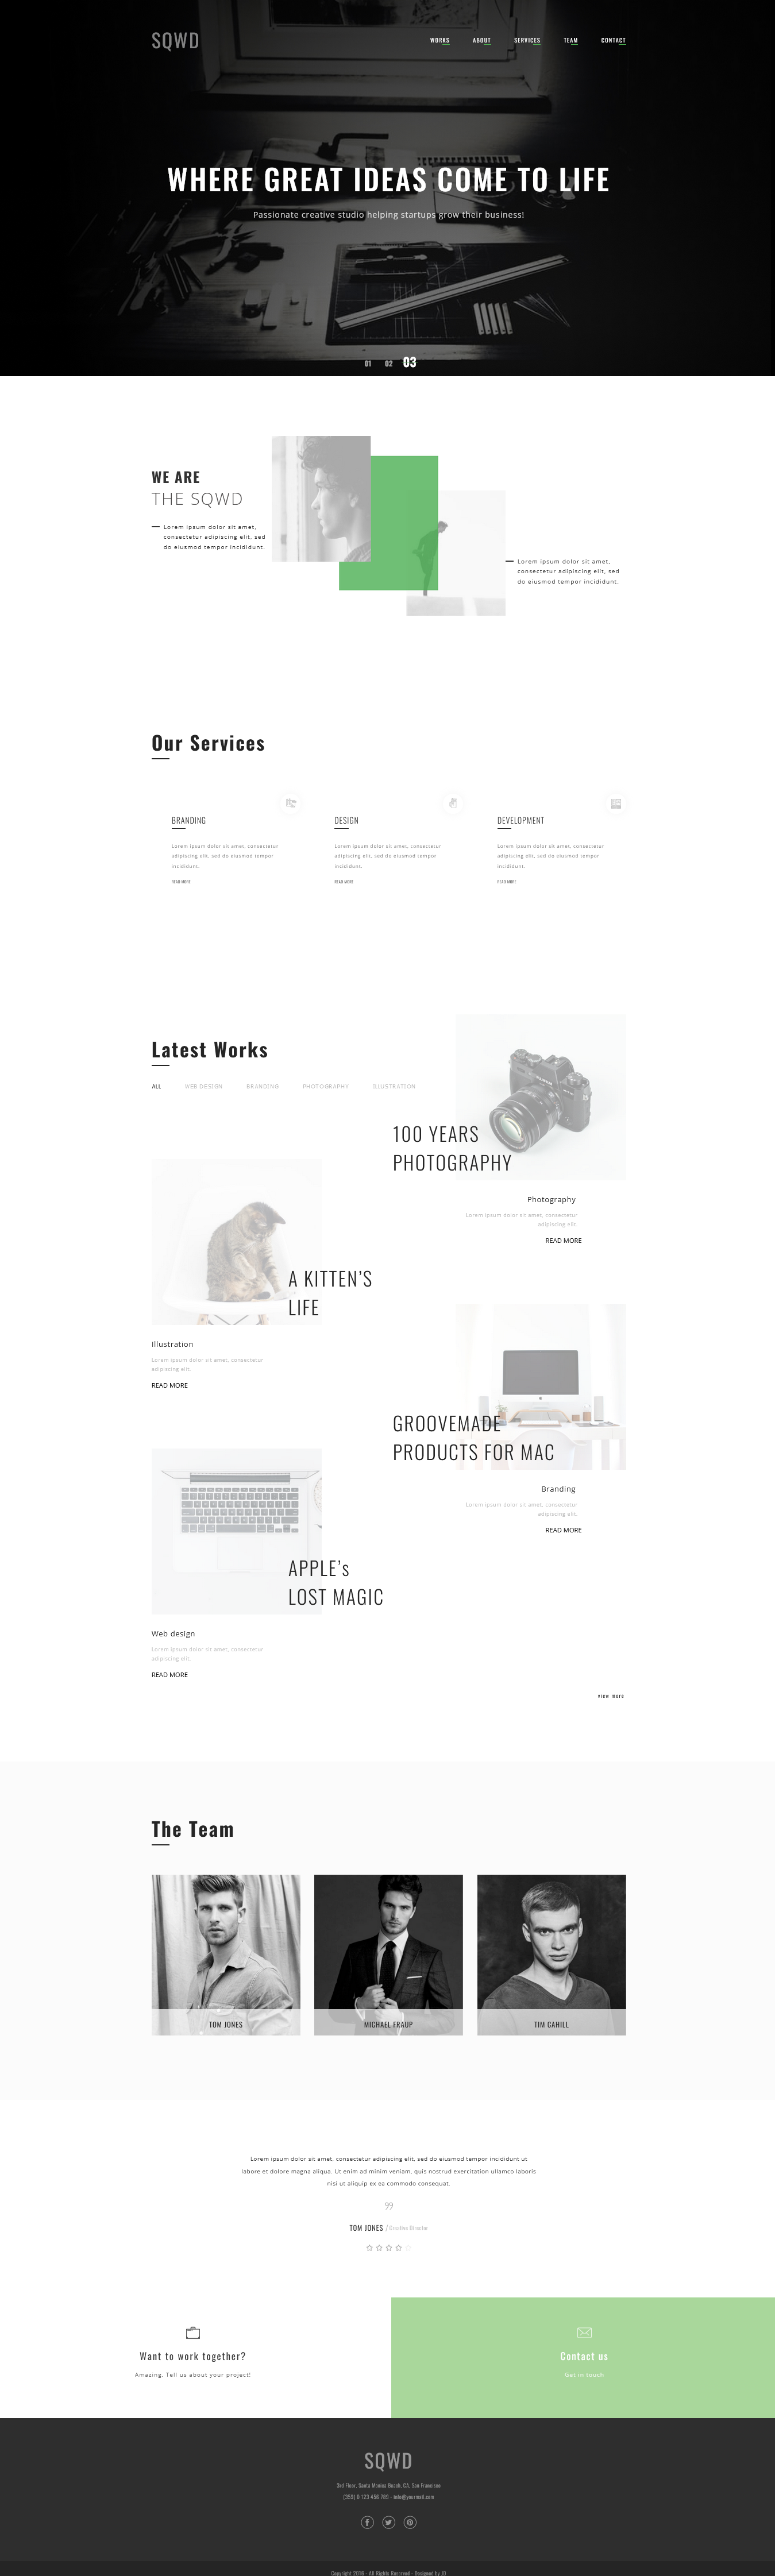 SQWD
WORKS ABOUT SERVICES TEAM CONTACT
WHERE GREAT IDEAS COME TO LIFE
Passionate creative studio helping startups grow their business!
01 02 03
WE ARE
THE SQWD
Lorem ipsum dolor sit amet,
consectetur adipiscing elit, sed
do eiusmod tempor incididunt.
Lorem ipsum dolor sit amet,
consectetur adipiscing elit, sed
do eiusmod tempor incididunt.
Our Services
BRANDING
Lorem ipsum dolor sit amet, consectetur
adipiscing elit, sed do eiusmod tempor
incididunt.
READ MORE
DESIGN
Lorem ipsum dolor sit amet, consectetur
adipiscing elit, sed do eiusmod tempor
incididunt.
READ MORE
DEVELOPMENT
Lorem ipsum dolor sit amet, consectetur
adipiscing elit, sed do eiusmod tempor
incididunt.
READ MORE
Latest Works
ALL WEB DESIGN BRANDING PHOTOGRAPHY ILLUSTRATION
100 YEARS
PHOTOGRAPHY
Photography
Lorem ipsum dolor sit amet, consectetur
adipiscing elit.
READ MORE
A KITTEN’S
LIFE
Illustration
Lorem ipsum dolor sit amet, consectetur
adipiscing elit.
READ MORE
GROOVEMADE
PRODUCTS FOR MAC
Branding
Lorem ipsum dolor sit amet, consectetur
adipiscing elit.
READ MORE
APPLE’s
LOST MAGIC
Web design
Lorem ipsum dolor sit amet, consectetur
adipiscing elit.
READ MORE
view more
The Team
TOM JONES
MICHAEL FRAUP
TIM CAHILL
Lorem ipsum dolor sit amet, consectetur adipiscing elit, sed do eiusmod tempor incididunt ut
labore et dolore magna aliqua. Ut enim ad minim veniam, quis nostrud exercitation ullamco laboris
nisi ut aliquip ex ea commodo consequat.
TOM JONES / Creative Director
Want to work together?
Amazing. Tell us about your project!
Contact us
Get in touch
SQWD
3rd Floor, Santa Monica Beach, CA, San Francisco
(359) 0 123 456 789 - info@yourmail.com
Copyright 2016 - All Rights Reserved - Designed by JD